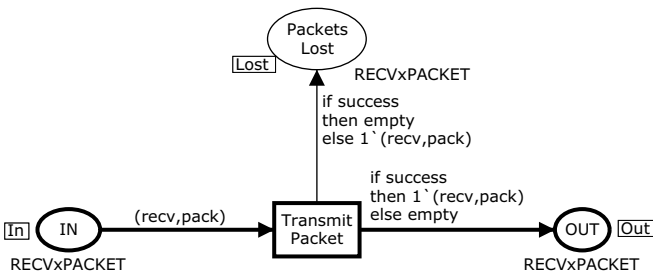 Packets
Lost
Lost
RECVxPACKET
if success
then empty
else 1`(recv,pack)
if success
then 1`(recv,pack)
else empty
(recv,pack)
In
IN
Transmit
Packet
OUT
Out
RECVxPACKET
RECVxPACKET